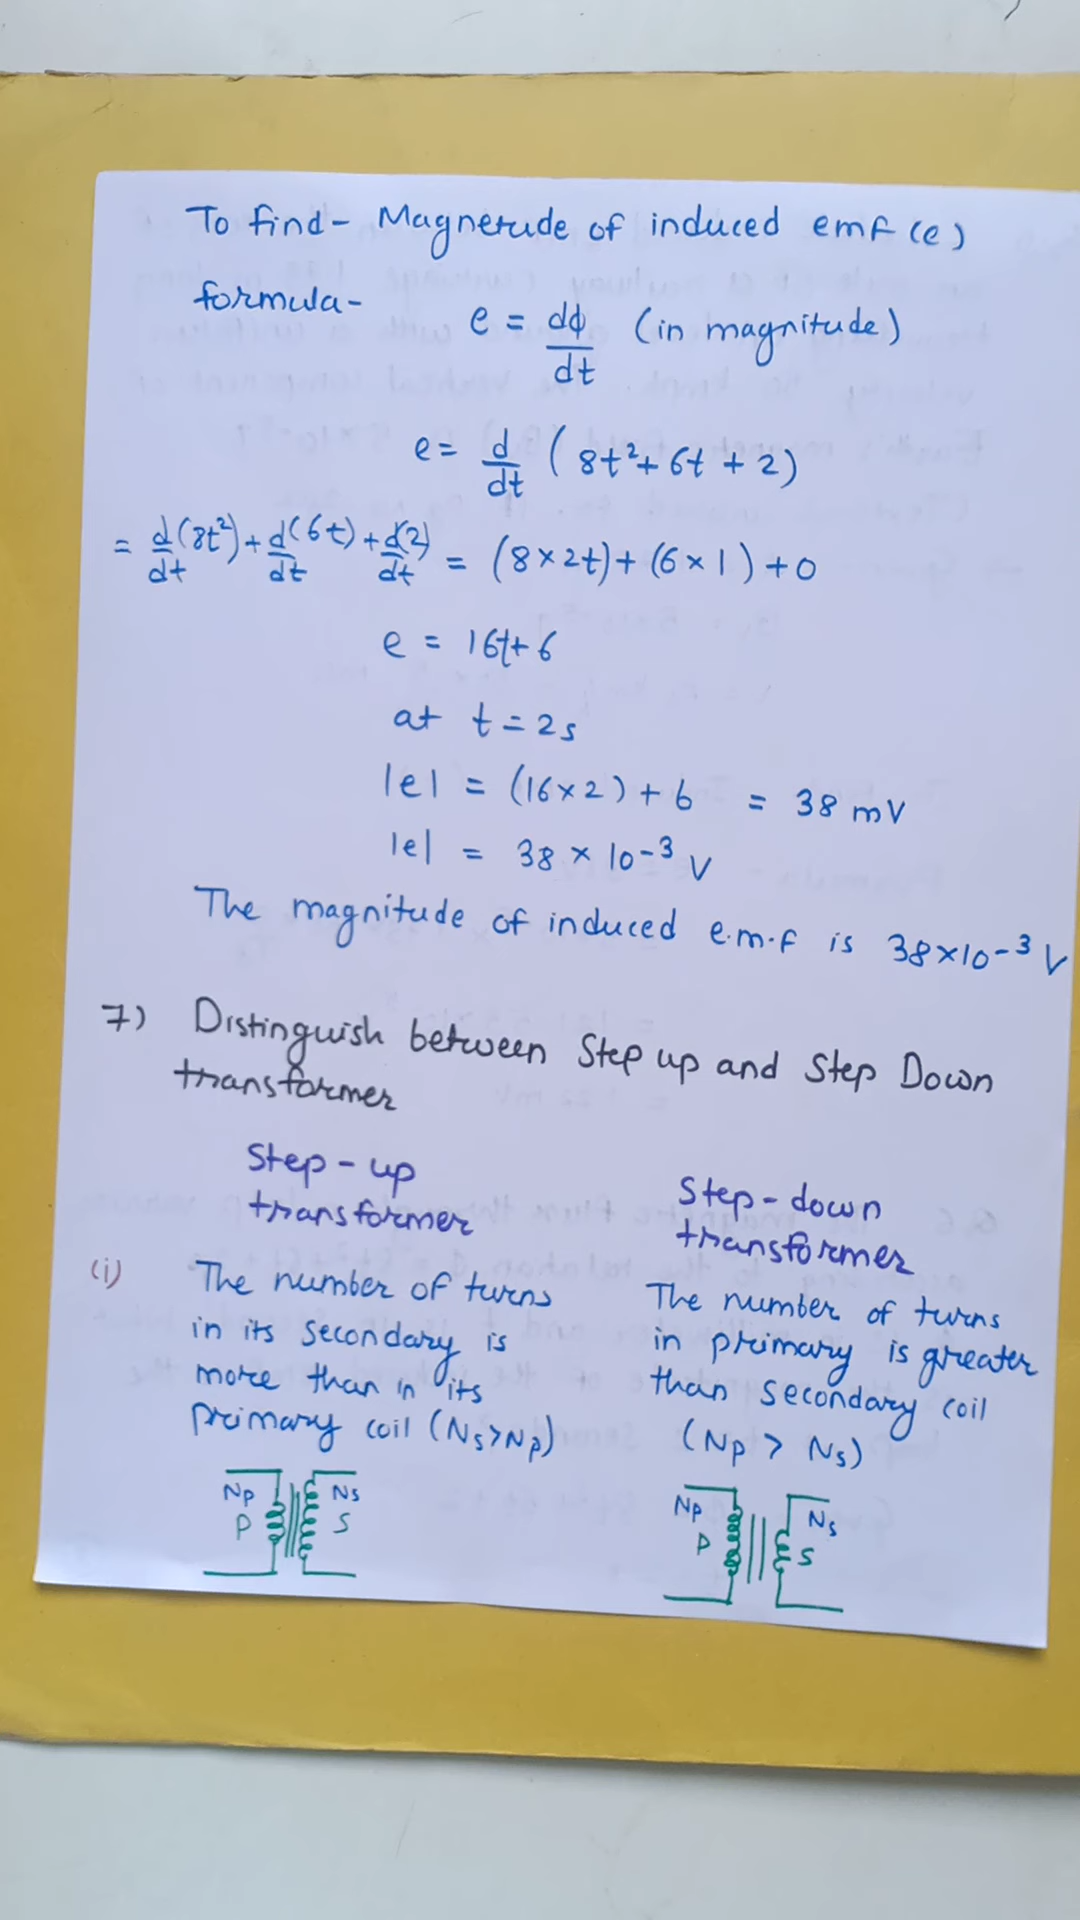 To find- Magnetude of induced emf (e)
formula-
e = dφ/dt (in magnitude)
e = d/dt (8t²+ 6t + 2)
= d(8t²)/dt + d(6t)/dt + d(2)/dt = (8×2t)+(6×1)+0
e = 16t+6
at t=2s
|e| = (16×2)+6 = 38 mV
|e| = 38 × 10-³ V
The magnitude of induced e.m.f is 38×10-³ V
7) Distinguish between Step up and Step Down
transformer
Step-up
transformer
Step-down
transformer
(i) The number of turns
in its secondary is
more than in its
primary coil (Ns>Np)
The number of turns
in primary is greater
than secondary coil
(Np > Ns)
Np Ns
P S
Np Ns
P S